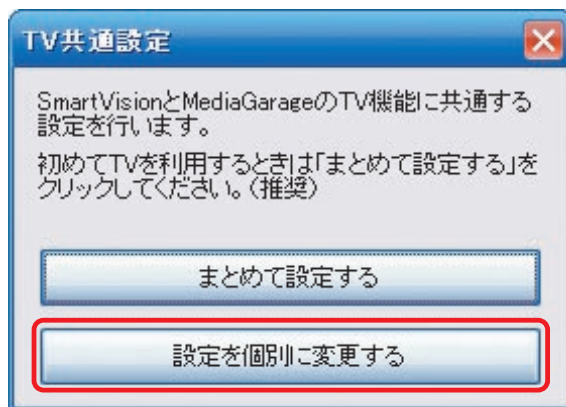 TV共通設定
SmartVisionとMediaGarageのTV機能に共通する
設定を行います。
初めてTVを利用するときは「まとめて設定する」を
クリックしてください。(推奨)
まとめて設定する
設定を個別に変更する